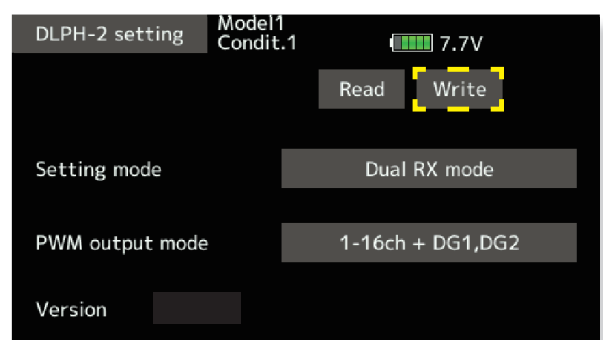 DLPH-2 setting
Model1
Condit.1
7.7V
Read
Write
Setting mode
Dual RX mode
PWM output mode
1-16ch + DG1,DG2
Version